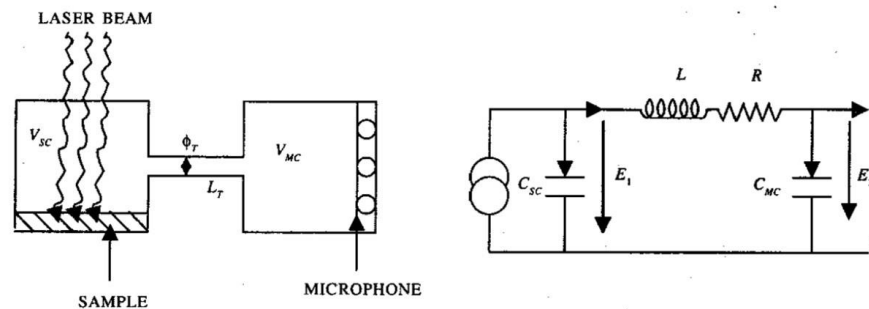 LASER BEAM
V_SC
ϕ_T
L_T
V_MC
SAMPLE
MICROPHONE
L
R
C_SC
E_1
C_MC
E